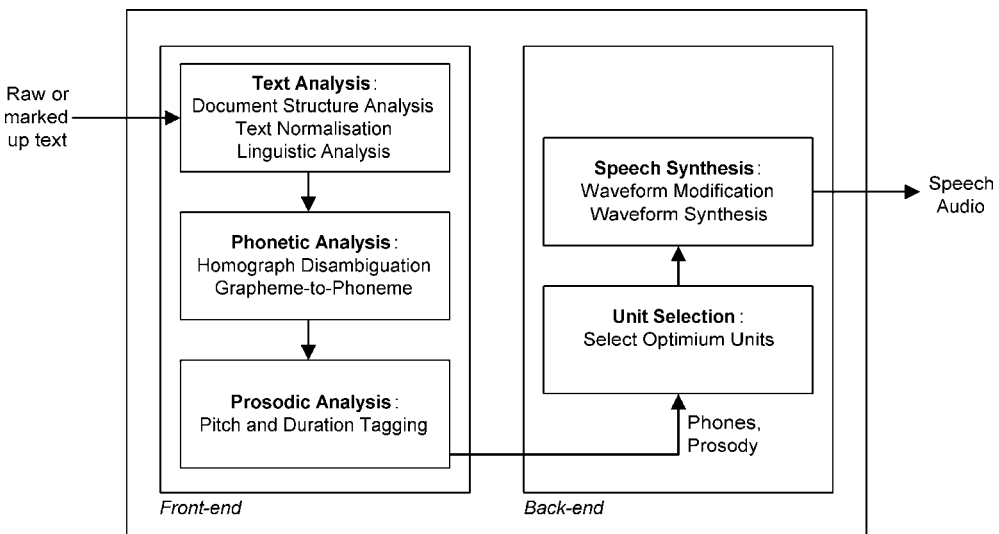 Raw or
marked
up text
Text Analysis:
Document Structure Analysis
Text Normalisation
Linguistic Analysis
Phonetic Analysis:
Homograph Disambiguation
Grapheme-to-Phoneme
Prosodic Analysis:
Pitch and Duration Tagging
Front-end
Speech Synthesis:
Waveform Modification
Waveform Synthesis
Unit Selection:
Select Optimium Units
Phones,
Prosody
Back-end
Speech
Audio